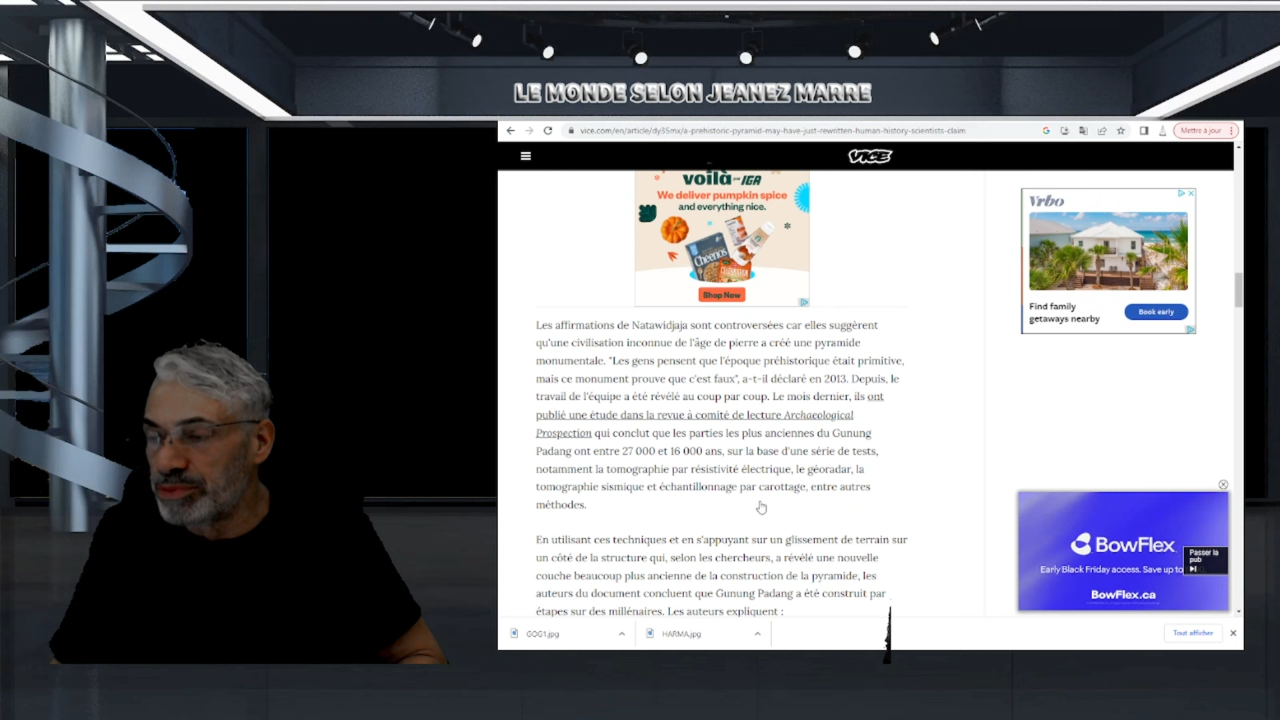 LE MONDE SELON JEANEZ MARRE
vice.com/en/article/dy35mx/a-prehistoric-pyramid-may-have-just-rewritten-human-history-scientists-claim
Mettre à jour
VICE
voilà PAR IGA
We deliver pumpkin spice
and everything nice.
Cheerios
Shop Now
Vrbo
Find family
getaways nearby
Book early
Les affirmations de Natawidjaja sont controversées car elles suggèrent
qu'une civilisation inconnue de l'âge de pierre a créé une pyramide
monumentale. "Les gens pensent que l'époque préhistorique était primitive,
mais ce monument prouve que c'est faux", a-t-il déclaré en 2013. Depuis, le
travail de l'équipe a été révélé au coup par coup. Le mois dernier, ils ont
publié une étude dans la revue à comité de lecture Archaeological
Prospection qui conclut que les parties les plus anciennes du Gunung
Padang ont entre 27 000 et 16 000 ans, sur la base d'une série de tests,
notamment la tomographie par résistivité électrique, le géoradar, la
tomographie sismique et échantillonnage par carottage, entre autres
méthodes.
En utilisant ces techniques et en s'appuyant sur un glissement de terrain sur
un côté de la structure qui, selon les chercheurs, a révélé une nouvelle
couche beaucoup plus ancienne de la construction de la pyramide, les
auteurs du document concluent que Gunung Padang a été construit par
étapes sur des millénaires. Les auteurs expliquent :
BowFlex
Early Black Friday access. Save up to
Passer la
pub
BowFlex.ca
GOG1.jpg
HARMA.jpg
Tout afficher